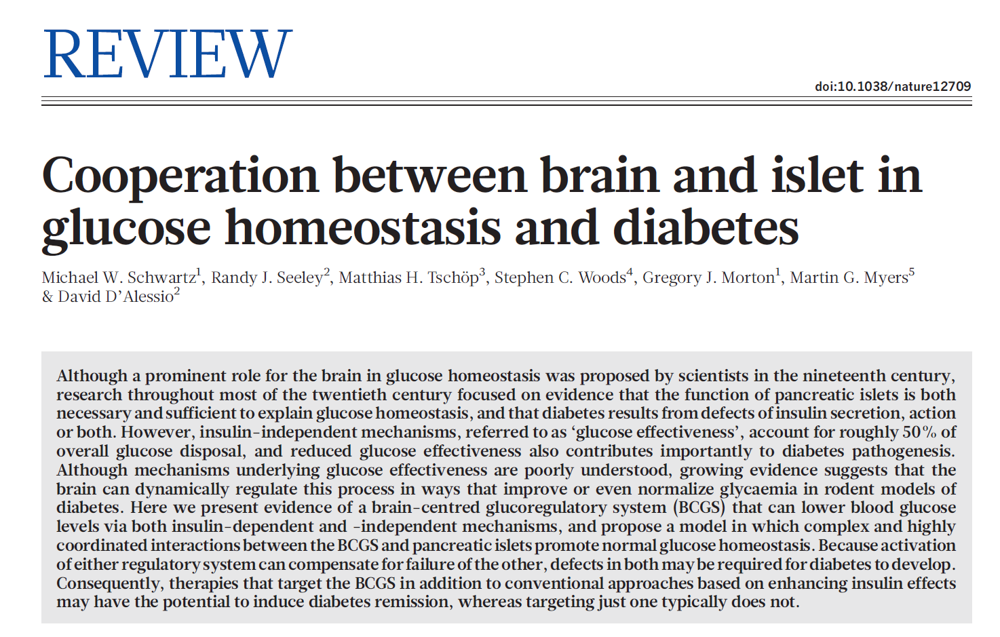 REVIEW
doi:10.1038/nature12709
Cooperation between brain and islet in
glucose homeostasis and diabetes
Michael W. Schwartz1, Randy J. Seeley2, Matthias H. Tschöp3, Stephen C. Woods4, Gregory J. Morton1, Martin G. Myers5
& David D’Alessio2
Although a prominent role for the brain in glucose homeostasis was proposed by scientists in the nineteenth century,
research throughout most of the twentieth century focused on evidence that the function of pancreatic islets is both
necessary and sufficient to explain glucose homeostasis, and that diabetes results from defects of insulin secretion, action
or both. However, insulin-independent mechanisms, referred to as ‘glucose effectiveness’, account for roughly 50% of
overall glucose disposal, and reduced glucose effectiveness also contributes importantly to diabetes pathogenesis.
Although mechanisms underlying glucose effectiveness are poorly understood, growing evidence suggests that the
brain can dynamically regulate this process in ways that improve or even normalize glycaemia in rodent models of
diabetes. Here we present evidence of a brain-centred glucoregulatory system (BCGS) that can lower blood glucose
levels via both insulin-dependent and -independent mechanisms, and propose a model in which complex and highly
coordinated interactions between the BCGS and pancreatic islets promote normal glucose homeostasis. Because activation
of either regulatory system can compensate for failure of the other, defects in both may be required for diabetes to develop.
Consequently, therapies that target the BCGS in addition to conventional approaches based on enhancing insulin effects
may have the potential to induce diabetes remission, whereas targeting just one typically does not.